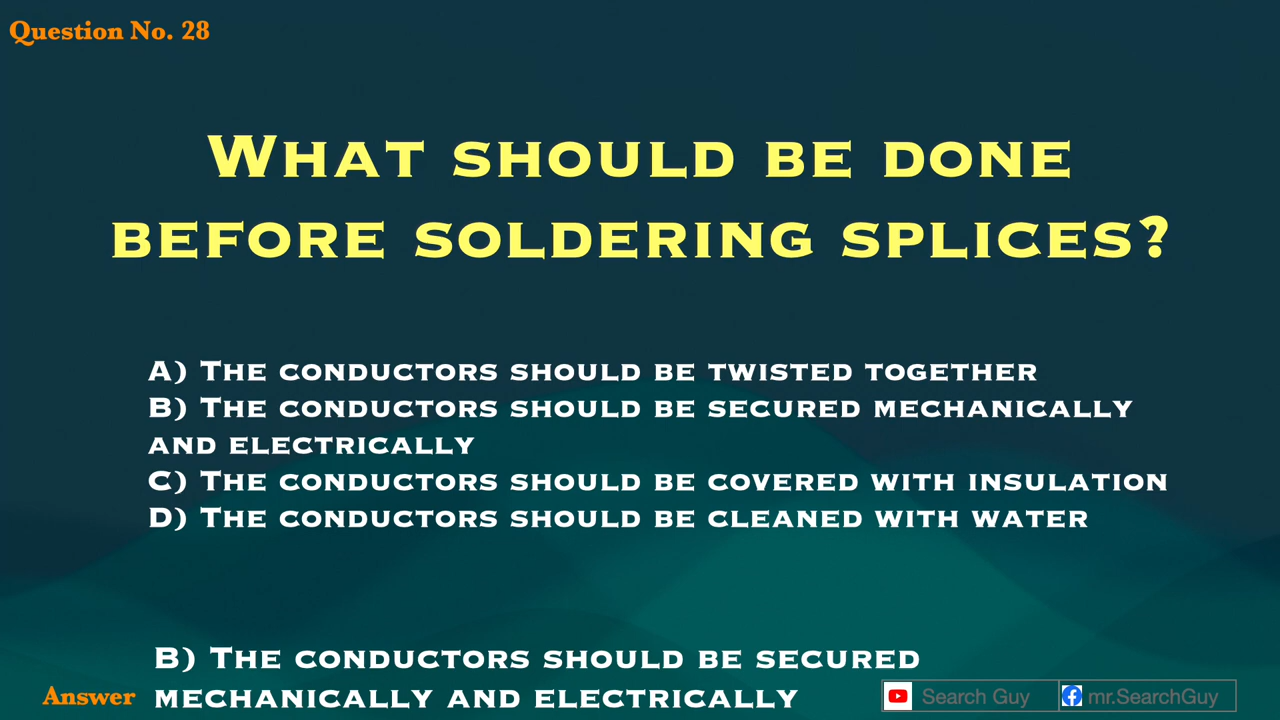 Question No. 28
What should be done
before soldering splices?
A) The conductors should be twisted together
B) The conductors should be secured mechanically
and electrically
C) The conductors should be covered with insulation
D) The conductors should be cleaned with water
B) The conductors should be secured
Answer mechanically and electrically
Search Guy mr.SearchGuy